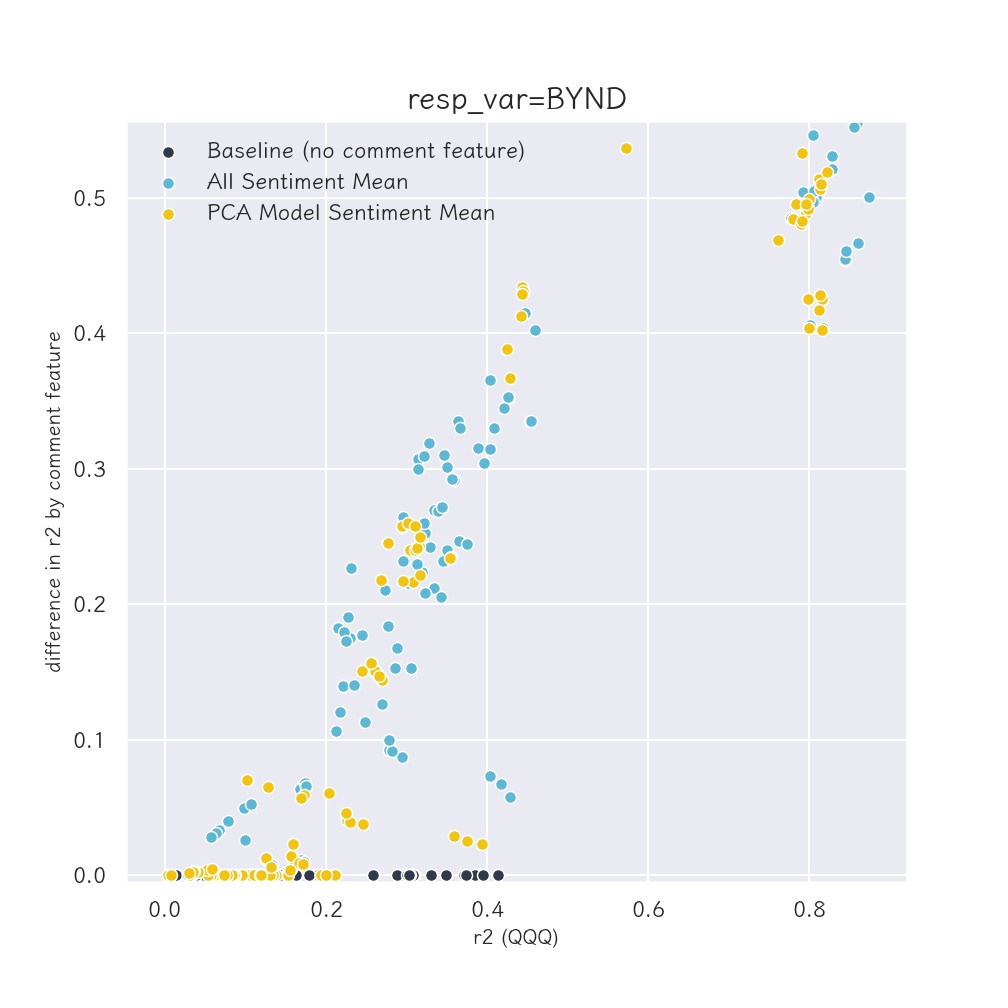 resp_var=BYND
Baseline (no comment feature)
All Sentiment Mean
PCA Model Sentiment Mean
difference in r2 by comment feature
0.5
0.4
0.3
0.2
0.1
0.0
0.0 0.2 0.4 0.6 0.8
r2 (QQQ)